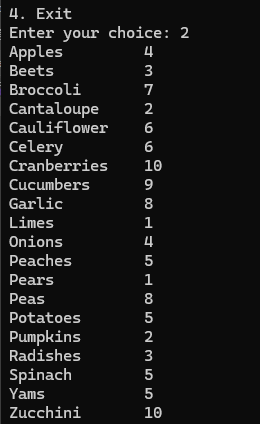 4. Exit
Enter your choice: 2
Apples 4
Beets 3
Broccoli 7
Cantaloupe 2
Cauliflower 6
Celery 6
Cranberries 10
Cucumbers 9
Garlic 8
Limes 1
Onions 4
Peaches 5
Pears 1
Peas 8
Potatoes 5
Pumpkins 2
Radishes 3
Spinach 5
Yams 5
Zucchini 10